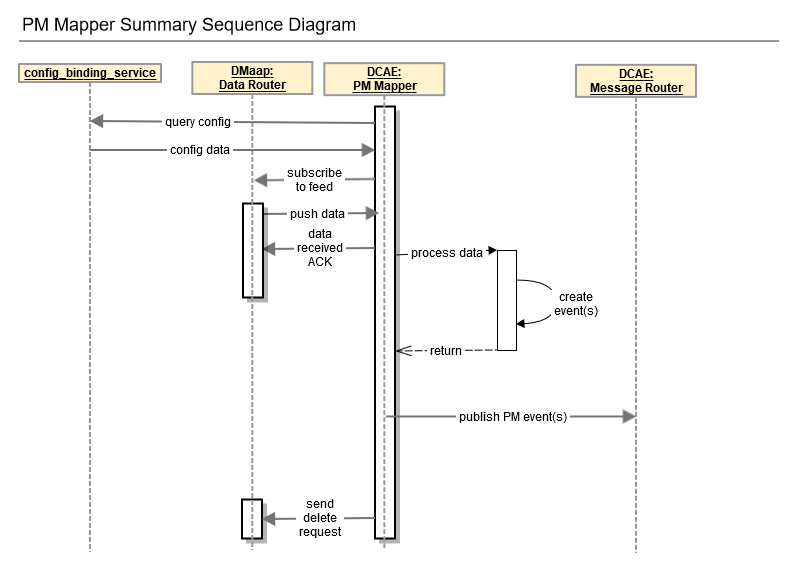 PM Mapper Summary Sequence Diagram
config_binding_service
DMaap:
Data Router
DCAE:
PM Mapper
DCAE:
Message Router
query config
config data
subscribe
to feed
push data
data
received
ACK
process data
create
event(s)
return
publish PM event(s)
send
delete
request